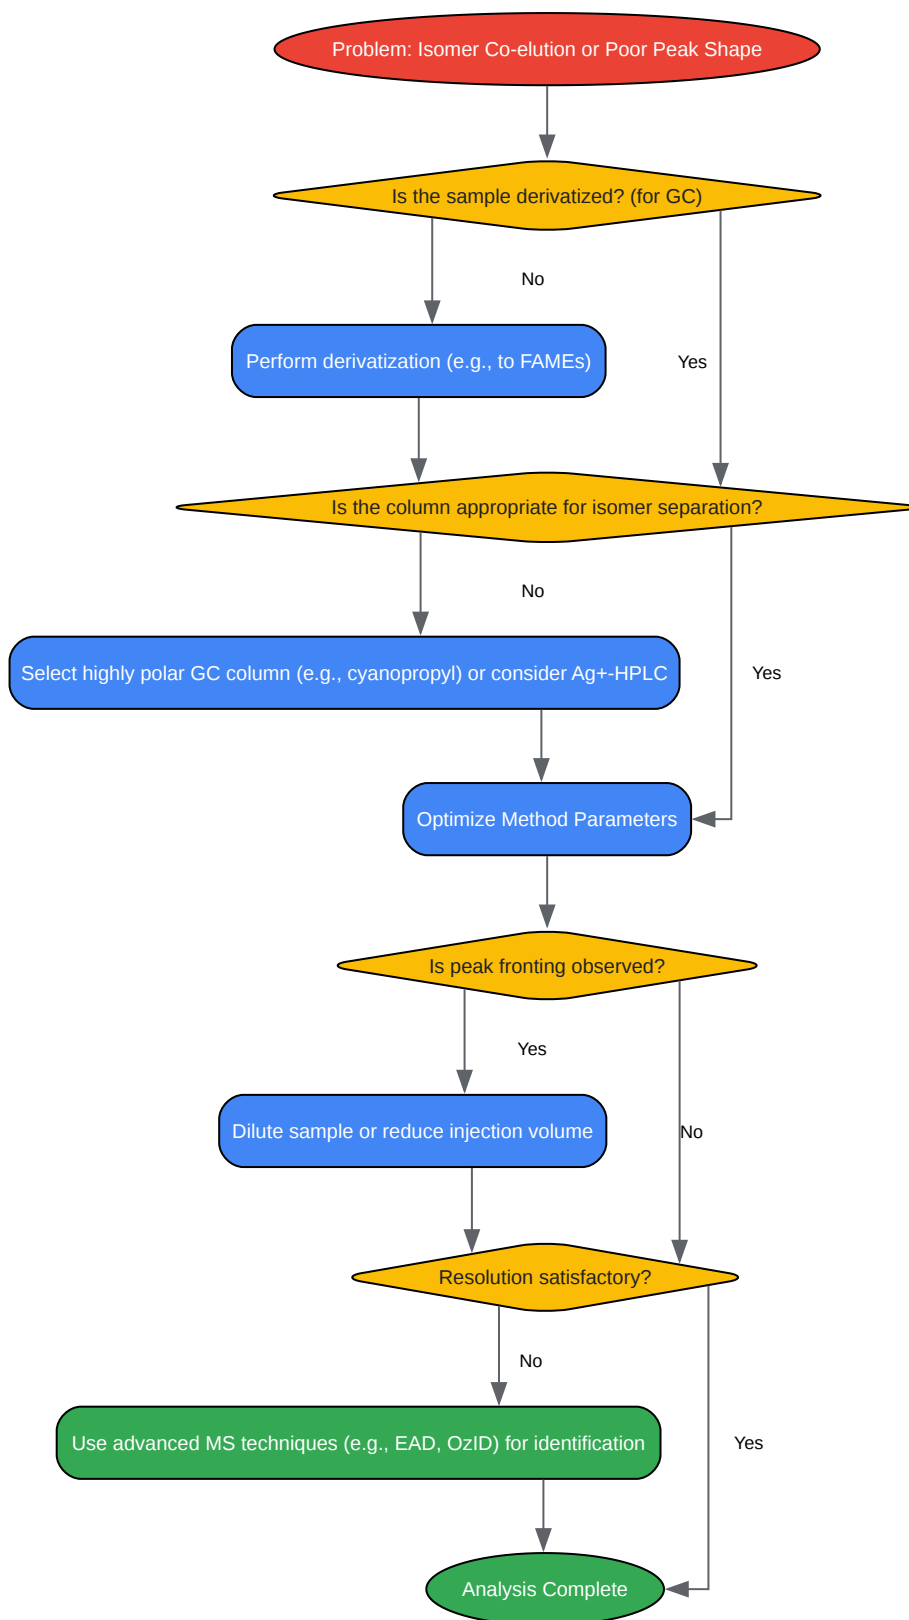 Problem: Isomer Co-elution or Poor Peak Shape
Is the sample derivatized? (for GC)
No
Perform derivatization (e.g., to FAMEs)
Yes
Is the column appropriate for isomer separation?
No
Select highly polar GC column (e.g., cyanopropyl) or consider Ag+-HPLC
Yes
Optimize Method Parameters
Is peak fronting observed?
Yes
Dilute sample or reduce injection volume
No
Resolution satisfactory?
No
Use advanced MS techniques (e.g., EAD, OzID) for identification
Yes
Analysis Complete